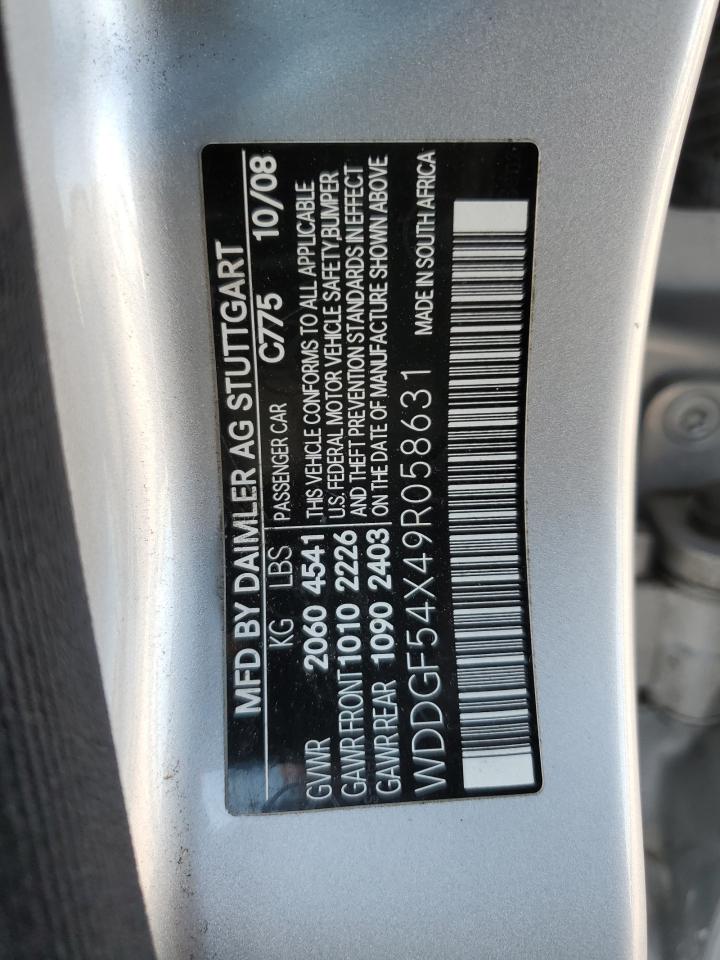 MFD BY DAIMLER AG STUTTGART
C775 10/08
KG LBS PASSENGER CAR
GVWR 2060 4541 THIS VEHICLE CONFORMS TO ALL APPLICABLE
U.S. FEDERAL MOTOR VEHICLE SAFETY,BUMPER
GAWR FRONT 1010 2226 AND THEFT PREVENTION STANDARDS IN EFFECT
GAWR REAR 1090 2403 ON THE DATE OF MANUFACTURE SHOWN ABOVE
WDDGF54X49R058631 MADE IN SOUTH AFRICA